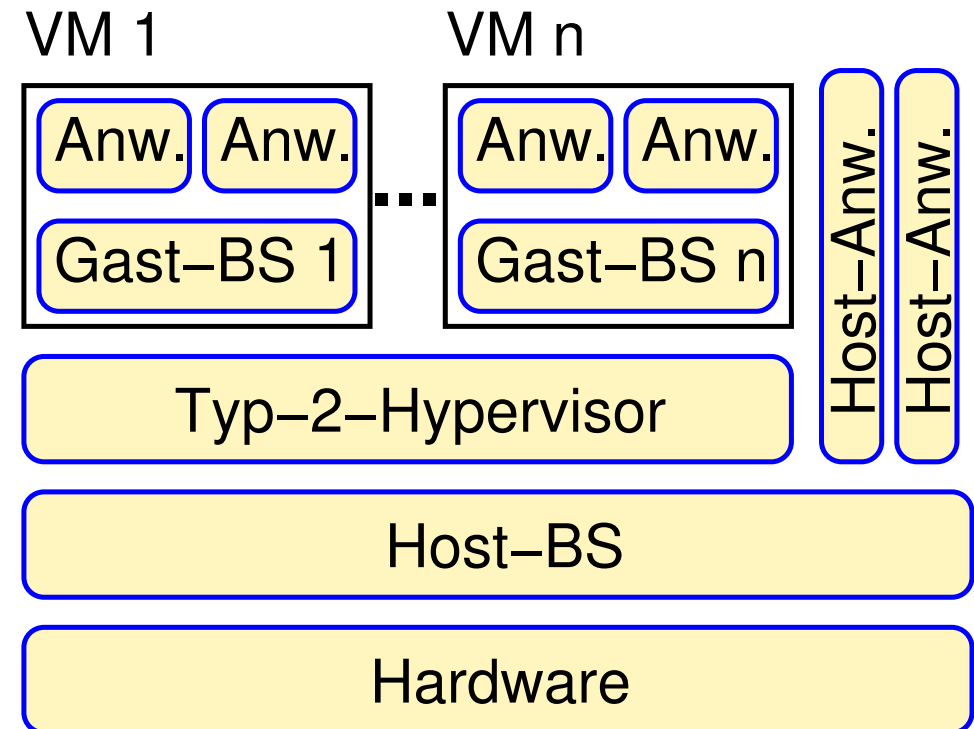 VM 1
VM n
Anw. Anw.
Anw. Anw.
Gast–BS 1
Gast–BS n
Host–Anw.
Host–Anw.
Typ–2–Hypervisor
Host–BS
Hardware